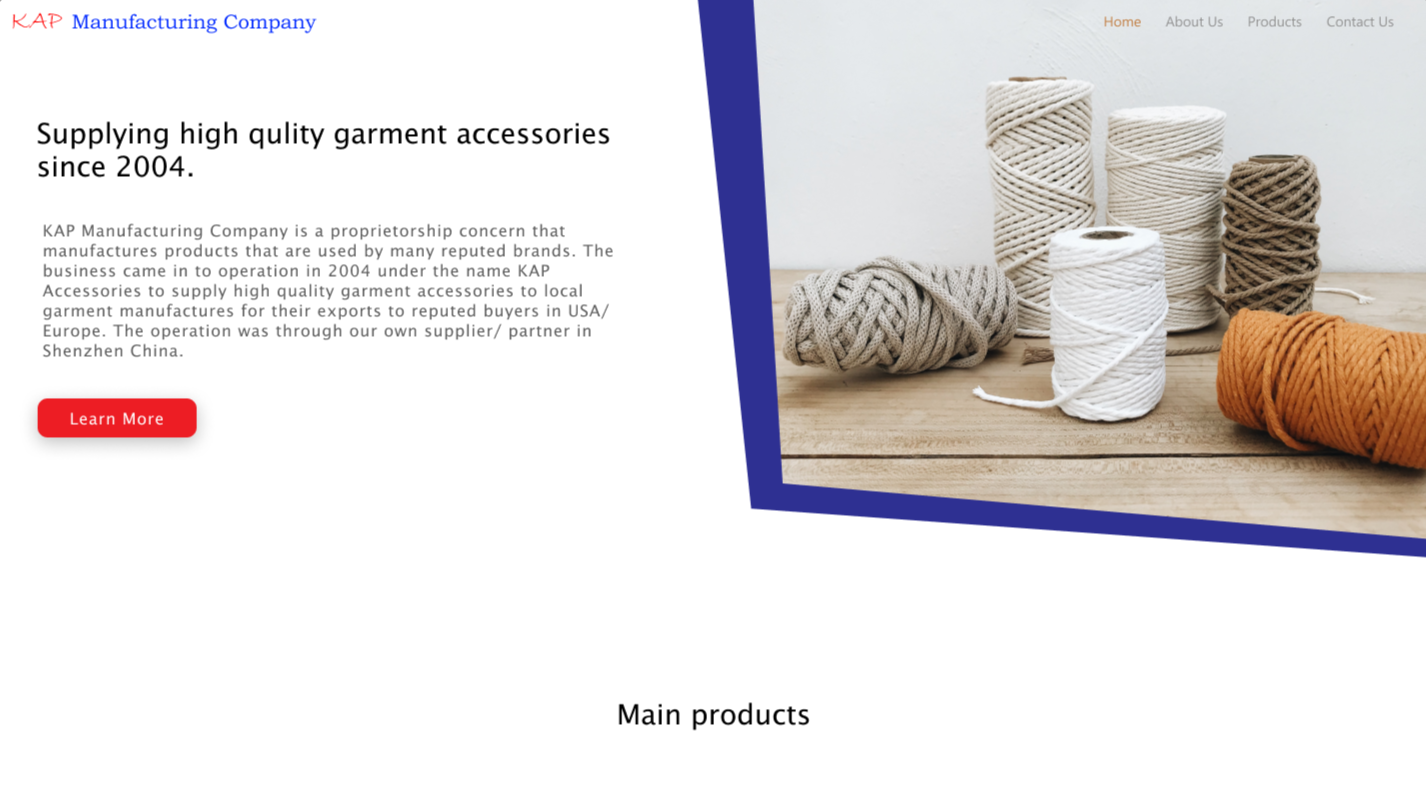 KAP Manufacturing Company
Home About Us Products Contact Us
Supplying high qulity garment accessories
since 2004.
KAP Manufacturing Company is a proprietorship concern that
manufactures products that are used by many reputed brands. The
business came in to operation in 2004 under the name KAP
Accessories to supply high quality garment accessories to local
garment manufactures for their exports to reputed buyers in USA/
Europe. The operation was through our own supplier/ partner in
Shenzhen China.
Learn More
Main products